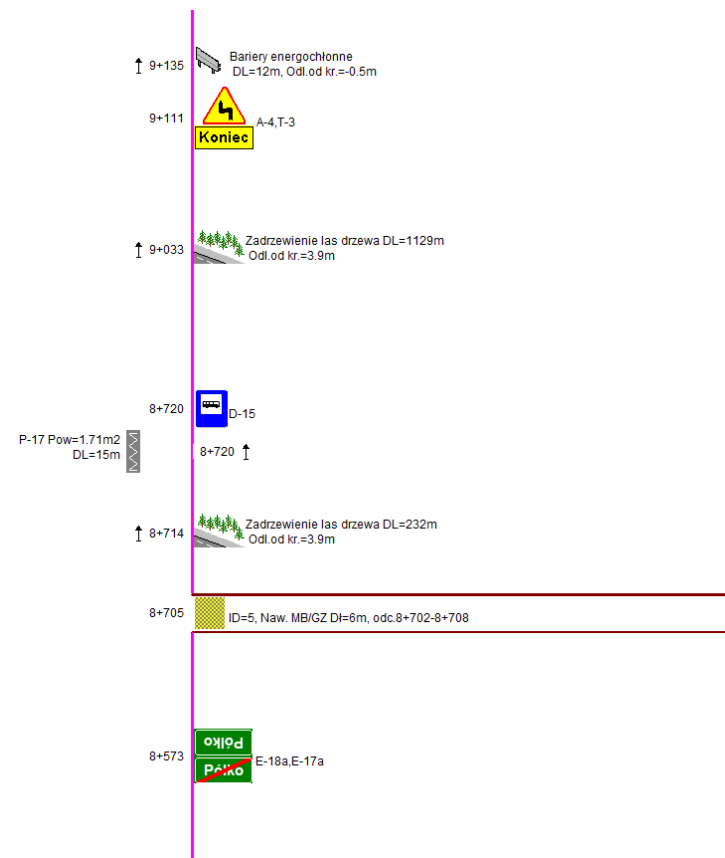 9+135
Bariery energochłonne
DL=12m, Odl.od kr.=-0.5m
9+111
A-4,T-3
Koniec
9+033
Zadrzewienie las drzewa DL=1129m
Odl.od kr.=3.9m
8+720
D-15
P-17 Pow=1.71m2
DL=15m
8+720
8+714
Zadrzewienie las drzewa DL=232m
Odl.od kr.=3.9m
8+705
ID=5, Naw. MB/GZ Dł=6m, odc.8+702-8+708
Pólko
8+573
E-18a,E-17a
Pólko